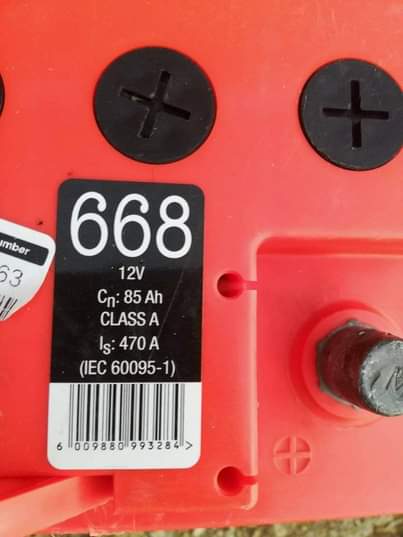 668
12V
Cn: 85 Ah
CLASS A
Is: 470 A
(IEC 60095-1)
6 009880 993284 >
umber
63